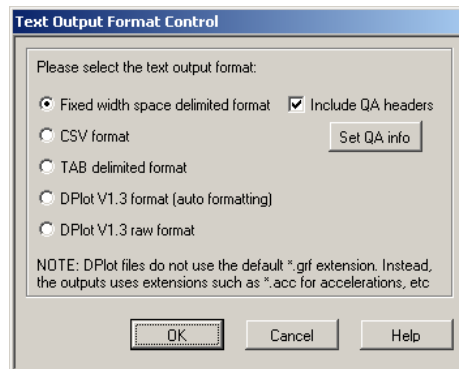 Text Output Format Control
Please select the text output format:
Fixed width space delimited format Include QA headers
CSV format Set QA info
TAB delimited format
DPlot V1.3 format (auto formatting)
DPlot V1.3 raw format
NOTE: DPlot files do not use the default *.grf extension. Instead,
the outputs uses extensions such as *.acc for accelerations, etc
OK Cancel Help